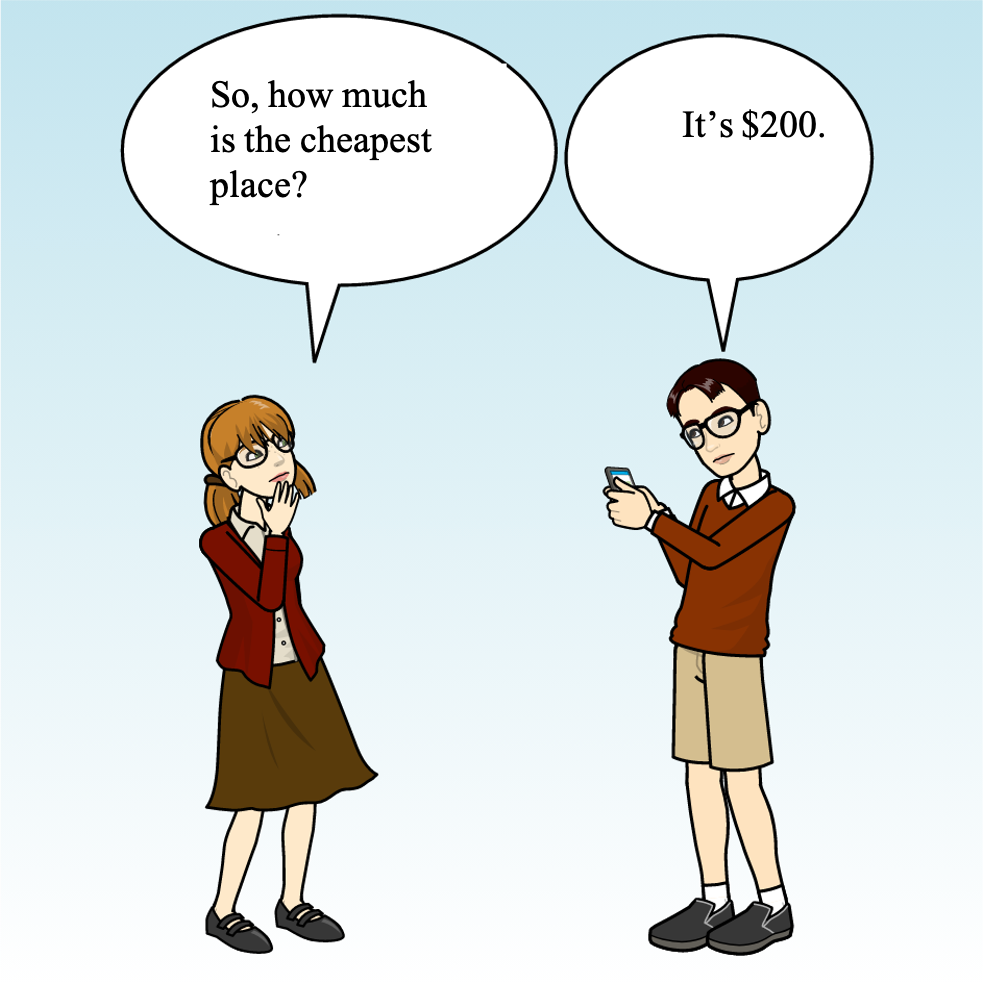 So, how much
is the cheapest
place?
It’s $200.